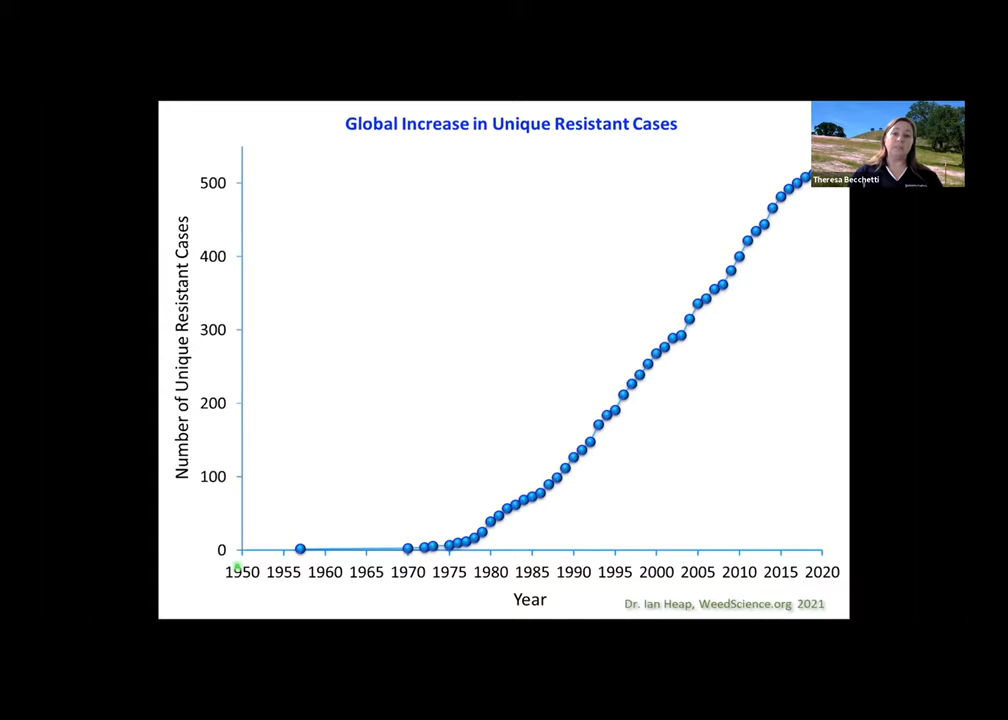 Global Increase in Unique Resistant Cases
Theresa Becchetti
Number of Unique Resistant Cases
500
400
300
200
100
0
1950 1955 1960 1965 1970 1975 1980 1985 1990 1995 2000 2005 2010 2015 2020
Year
Dr. Ian Heap, WeedScience.org 2021